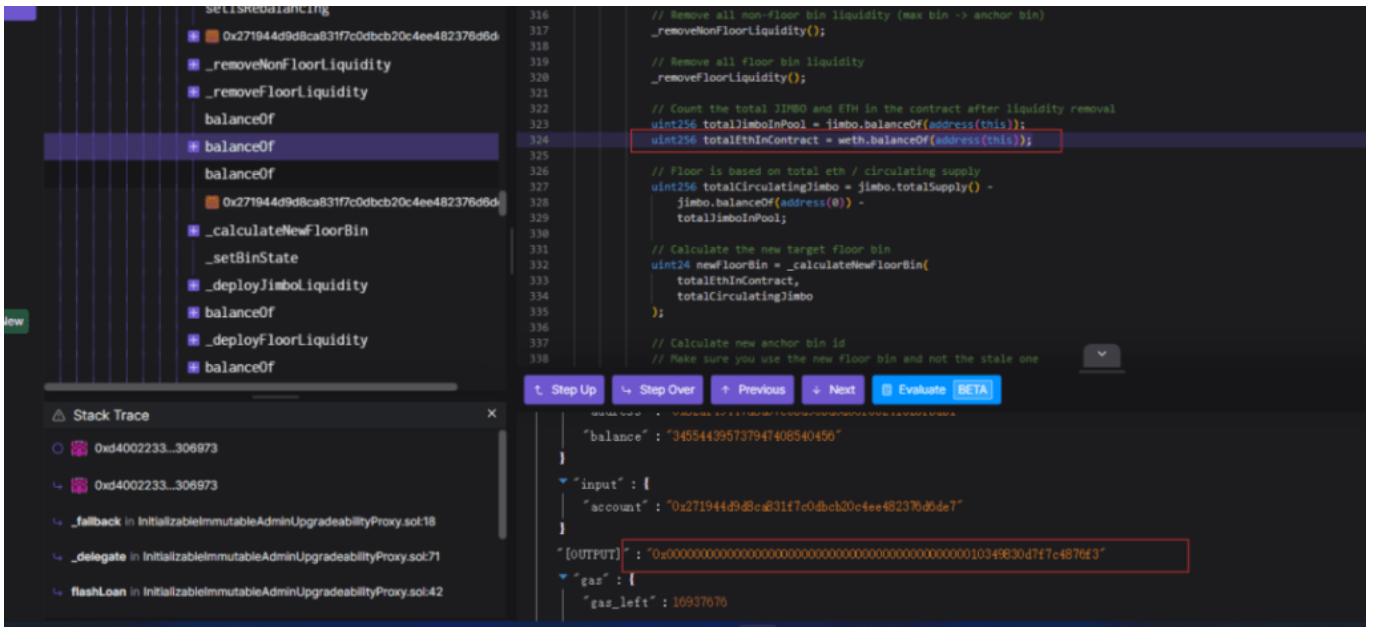 setIsRebalancing
0x271944d9d8ca831f7c0dbcb20c4ee482376d6d
_removeNonFloorLiquidity
_removeFloorLiquidity
balanceOf
balanceOf
balanceOf
0x271944d9d8ca831f7c0dbcb20c4ee482376d6d
_calculateNewFloorBin
_setBinState
_deployJimboLiquidity
balanceOf
_deployFloorLiquidity
balanceOf
New
316 // Remove all non-floor bin liquidity (max bin -> anchor bin)
317 _removeNonFloorLiquidity();
318
319 // Remove all floor bin liquidity
320 _removeFloorLiquidity();
321
322 // Count the total JIMBO and ETH in the contract after liquidity removal
323 uint256 totalJimboInPool = jimbo.balanceOf(address(this));
324 uint256 totalEthInContract = weth.balanceOf(address(this));
325
326 // Floor is based on total eth / circulating supply
327 uint256 totalCirculatingJimbo = jimbo.totalSupply() -
328 jimbo.balanceOf(address(0)) -
329 totalJimboInPool;
330
331 // Calculate the new target floor bin
332 uint24 newFloorBin = _calculateNewFloorBin(
333 totalEthInContract,
334 totalCirculatingJimbo
335 );
336
337 // Calculate new anchor bin id
338 // Make sure you use the new floor bin and not the stale one
Step Up Step Over Previous Next Evaluate BETA
Stack Trace
0xd4002233...306973
0xd4002233...306973
_fallback in InitializableImmutableAdminUpgradeabilityProxy.sol:18
_delegate in InitializableImmutableAdminUpgradeabilityProxy.sol:71
flashLoan in InitializableImmutableAdminUpgradeabilityProxy.sol:42
"balance" : "345544395737947408540456"
}
"input" : {
"account" : "0x271944d9d8ca831f7c0dbcb20c4ee482376d6de7"
}
"[OUTPUT]" :
"gas" : {
"gas_left" : 16937676